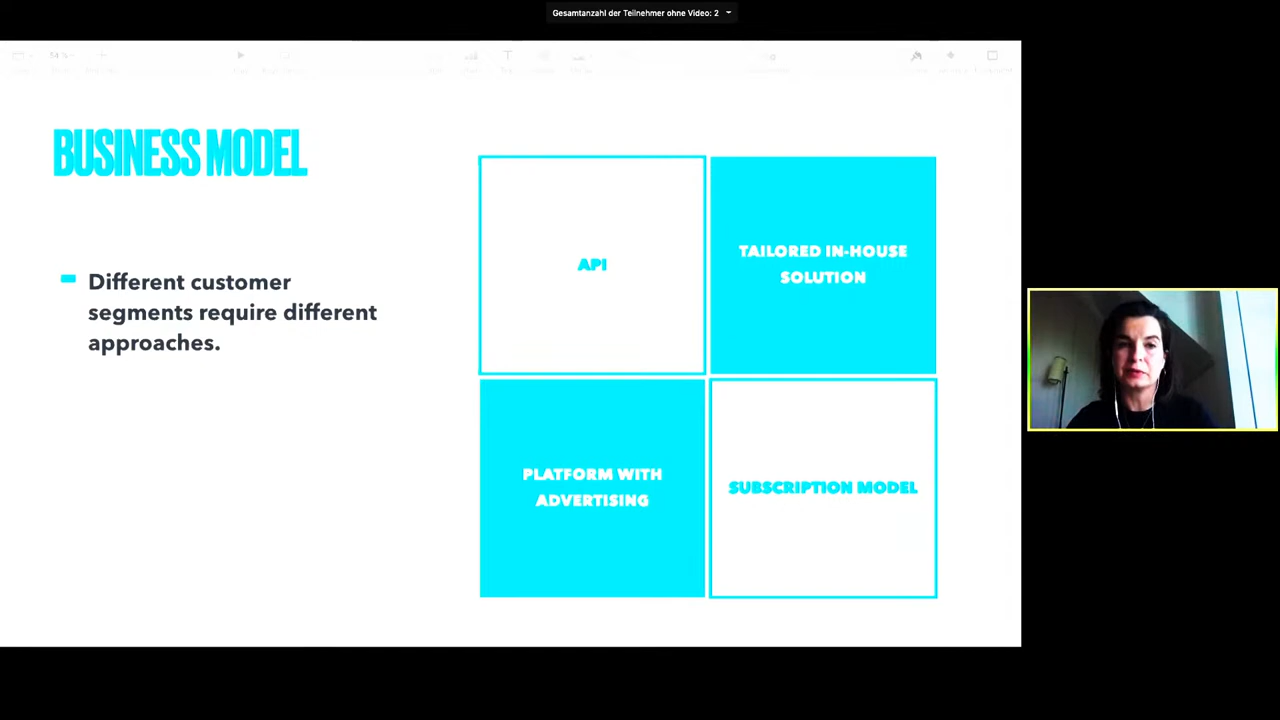 Gesamtanzahl der Teilnehmer ohne Video: 2
54 %
BUSINESS MODEL
Different customer
segments require different
approaches.
API
TAILORED IN-HOUSE
SOLUTION
PLATFORM WITH
ADVERTISING
SUBSCRIPTION MODEL